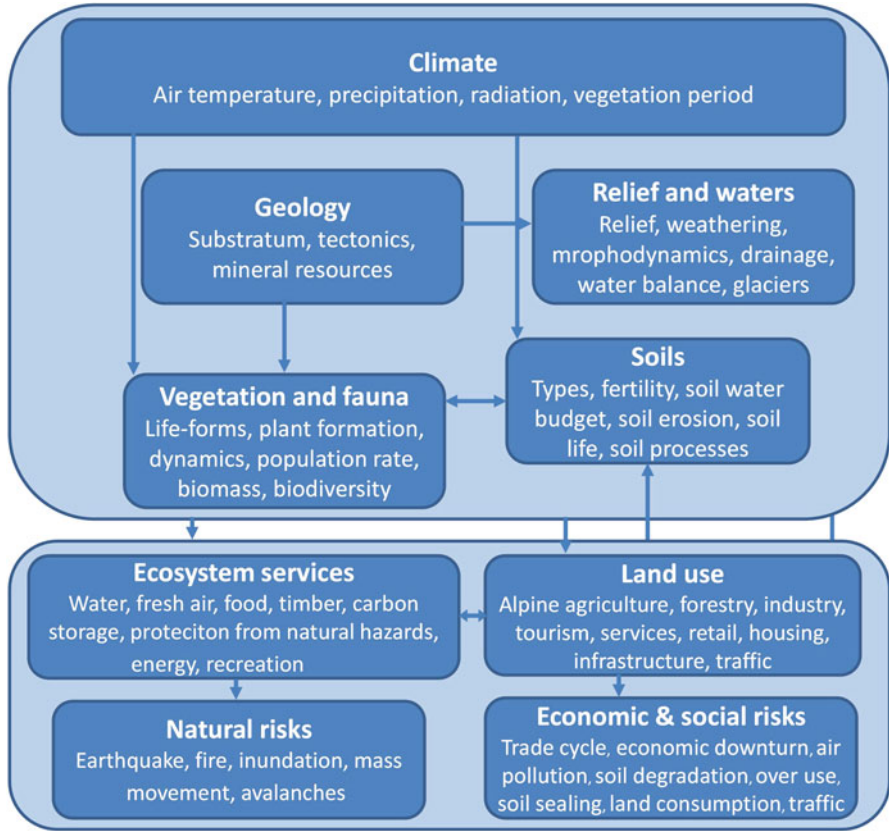 Climate
Air temperature, precipitation, radiation, vegetation period
Geology
Substratum, tectonics,
mineral resources
Relief and waters
Relief, weathering,
mrophodynamics, drainage,
water balance, glaciers
Vegetation and fauna
Life-forms, plant formation,
dynamics, population rate,
biomass, biodiversity
Soils
Types, fertility, soil water
budget, soil erosion, soil
life, soil processes
Ecosystem services
Water, fresh air, food, timber, carbon
storage, proteciton from natural hazards,
energy, recreation
Land use
Alpine agriculture, forestry, industry,
tourism, services, retail, housing,
infrastructure, traffic
Natural risks
Earthquake, fire, inundation, mass
movement, avalanches
Economic & social risks
Trade cycle, economic downturn, air
pollution, soil degradation, over use,
soil sealing, land consumption, traffic